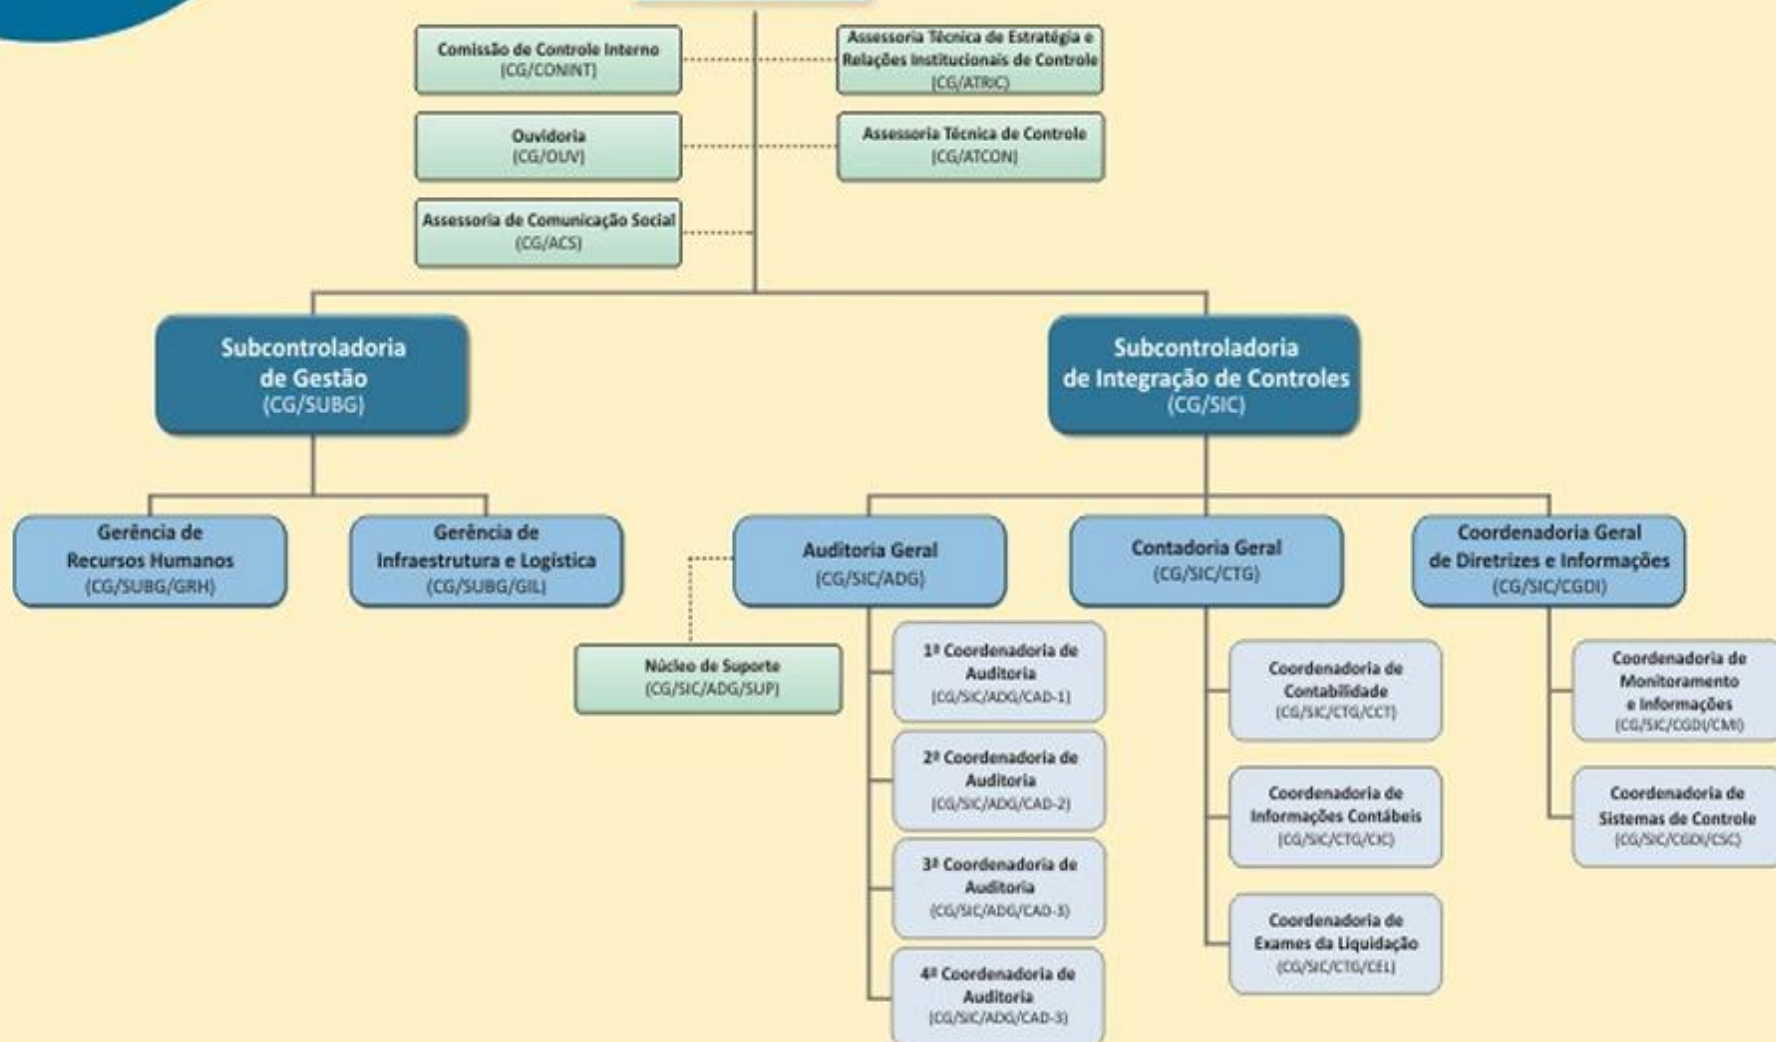 Comissão de Controle Interno
(CG/CONINT)
Assessoria Técnica de Estratégia e
Relações Institucionais de Controle
(CG/ATRIC)
Ouvidoria
(CG/OUV)
Assessoria Técnica de Controle
(CG/ATCON)
Assessoria de Comunicação Social
(CG/ACS)
Subcontroladoria
de Gestão
(CG/SUBG)
Subcontroladoria
de Integração de Controles
(CG/SIC)
Gerência de
Recursos Humanos
(CG/SUBG/GRH)
Gerência de
Infraestrutura e Logística
(CG/SUBG/GIL)
Auditoria Geral
(CG/SIC/ADG)
Contadoria Geral
(CG/SIC/CTG)
Coordenadoria Geral
de Diretrizes e Informações
(CG/SIC/CGDI)
Núcleo de Suporte
(CG/SIC/ADG/SUP)
1ª Coordenadoria de
Auditoria
(CG/SIC/ADG/CAD-1)
2ª Coordenadoria de
Auditoria
(CG/SIC/ADG/CAD-2)
3ª Coordenadoria de
Auditoria
(CG/SIC/ADG/CAD-3)
4ª Coordenadoria de
Auditoria
(CG/SIC/ADG/CAD-3)
Coordenadoria de
Contabilidade
(CG/SIC/CTG/CCT)
Coordenadoria de
Informações Contábeis
(CG/SIC/CTG/CIC)
Coordenadoria de
Exames da Liquidação
(CG/SIC/CTG/CEL)
Coordenadoria de
Monitoramento
e Informações
(CG/SIC/CGDI/CMI)
Coordenadoria de
Sistemas de Controle
(CG/SIC/CGDI/CSC)